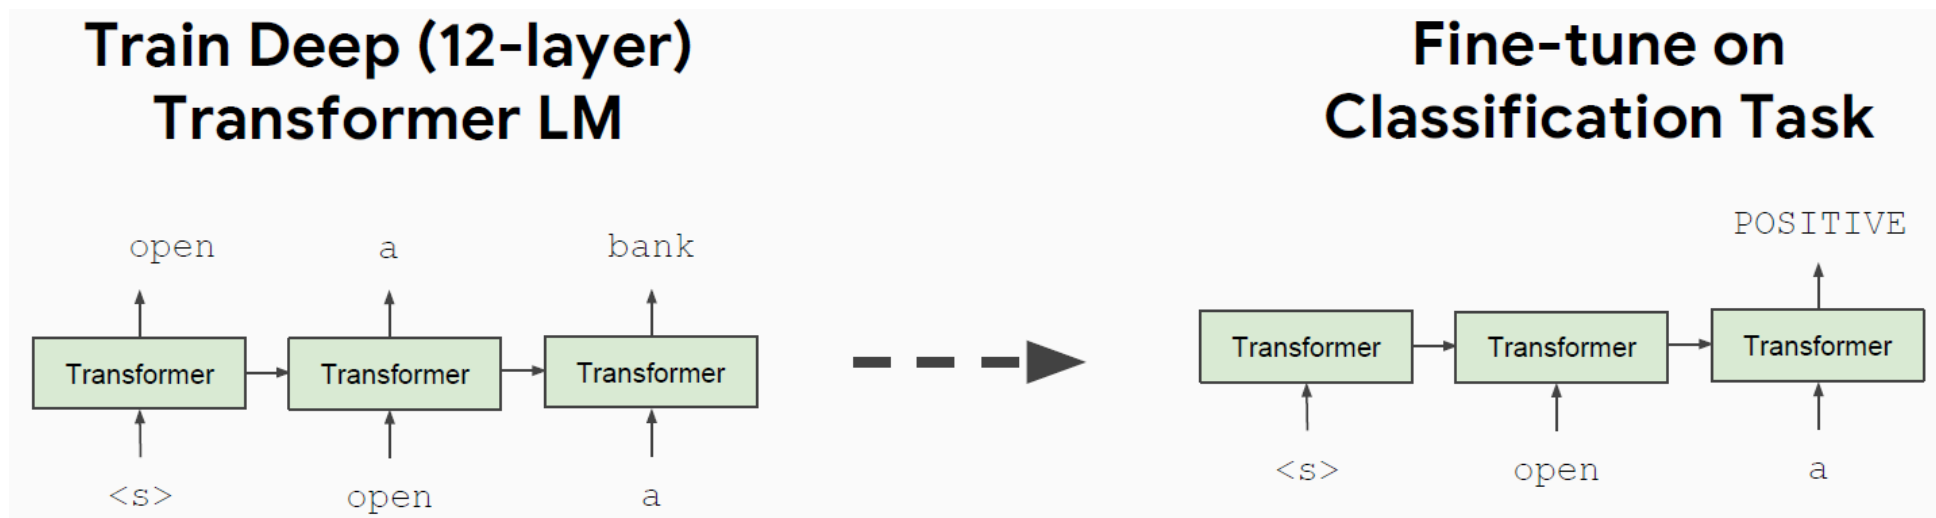 Train Deep (12-layer)
Transformer LM
open a bank
Transformer Transformer Transformer
<s> open a
Fine-tune on
Classification Task
POSITIVE
Transformer Transformer Transformer
<s> open a